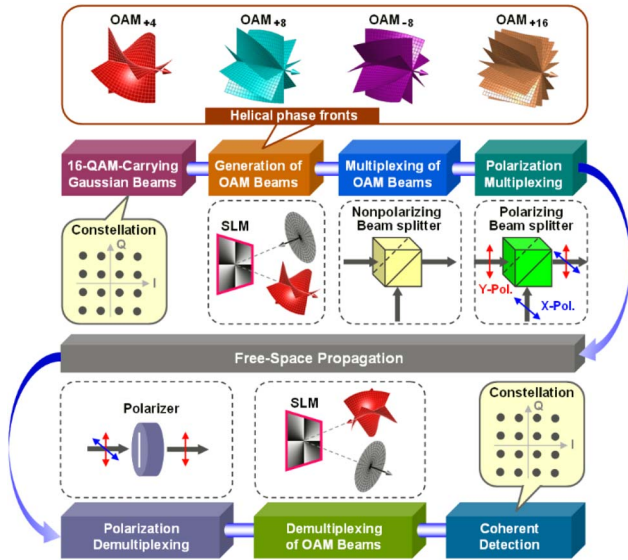 OAM+4
OAM+8
OAM-8
OAM+16
Helical phase fronts
16-QAM-Carrying
Gaussian Beams
Generation of
OAM Beams
Multiplexing of
OAM Beams
Polarization
Multiplexing
Constellation
Q
I
SLM
Nonpolarizing
Beam splitter
Polarizing
Beam splitter
Y-Pol.
X-Pol.
Free-Space Propagation
Polarizer
SLM
Constellation
Q
I
Polarization
Demultiplexing
Demultiplexing
of OAM Beams
Coherent
Detection